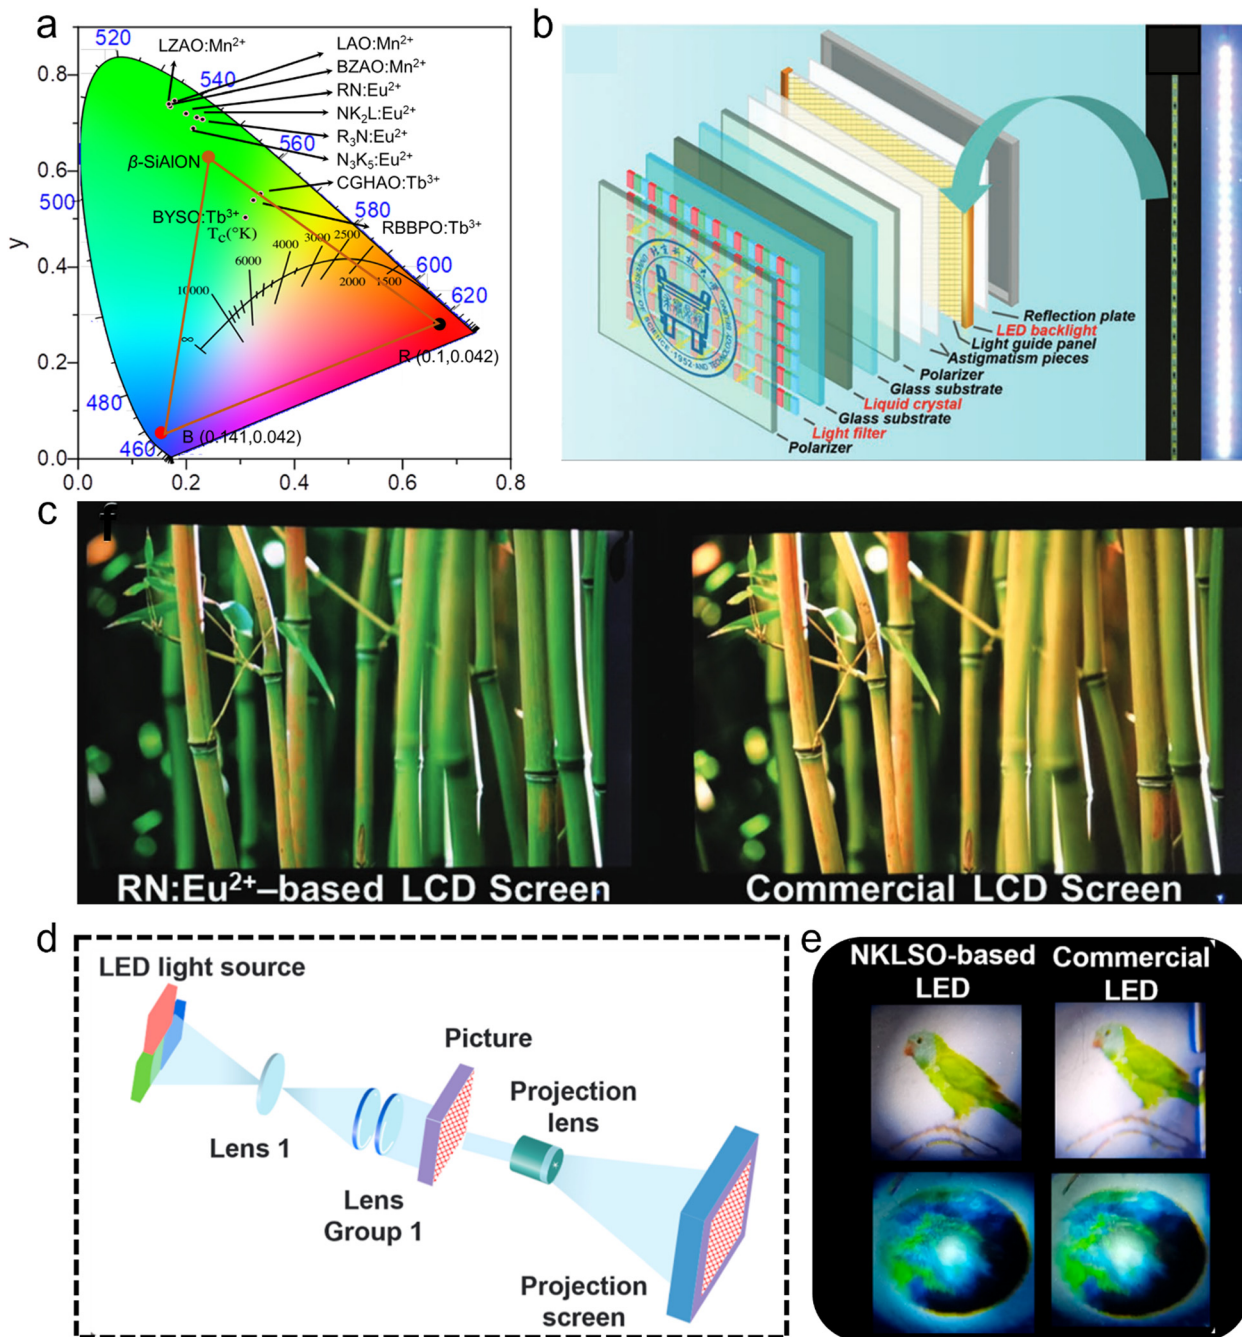 a
520
0.8
0.6
0.4
0.2
0.0
y
0.0
0.2
0.4
0.6
0.8
LZAO:Mn²⁺
LAO:Mn²⁺
BZAO:Mn²⁺
RN:Eu²⁺
NK₂L:Eu²⁺
R₃N:Eu²⁺
N₃K₅:Eu²⁺
CGHAO:Tb³⁺
RBBPO:Tb³⁺
540
560
580
600
620
500
480
460
β-SiAlON
BYSO:Tb³⁺
T_C(°K)
10000
6000
4000
3000
2500
2000
1500
∞
R (0.1,0.042)
B (0.141,0.042)
b
Reflection plate
LED backlight
Light guide panel
Astigmatism pieces
Polarizer
Glass substrate
Liquid crystal
Glass substrate
Light filter
Polarizer
1952
c
f
RN:Eu²⁺–based LCD Screen
Commercial LCD Screen
d
LED light source
Lens 1
Lens
Group 1
Picture
Projection
lens
Projection
screen
e
NKLSO-based
LED
Commercial
LED